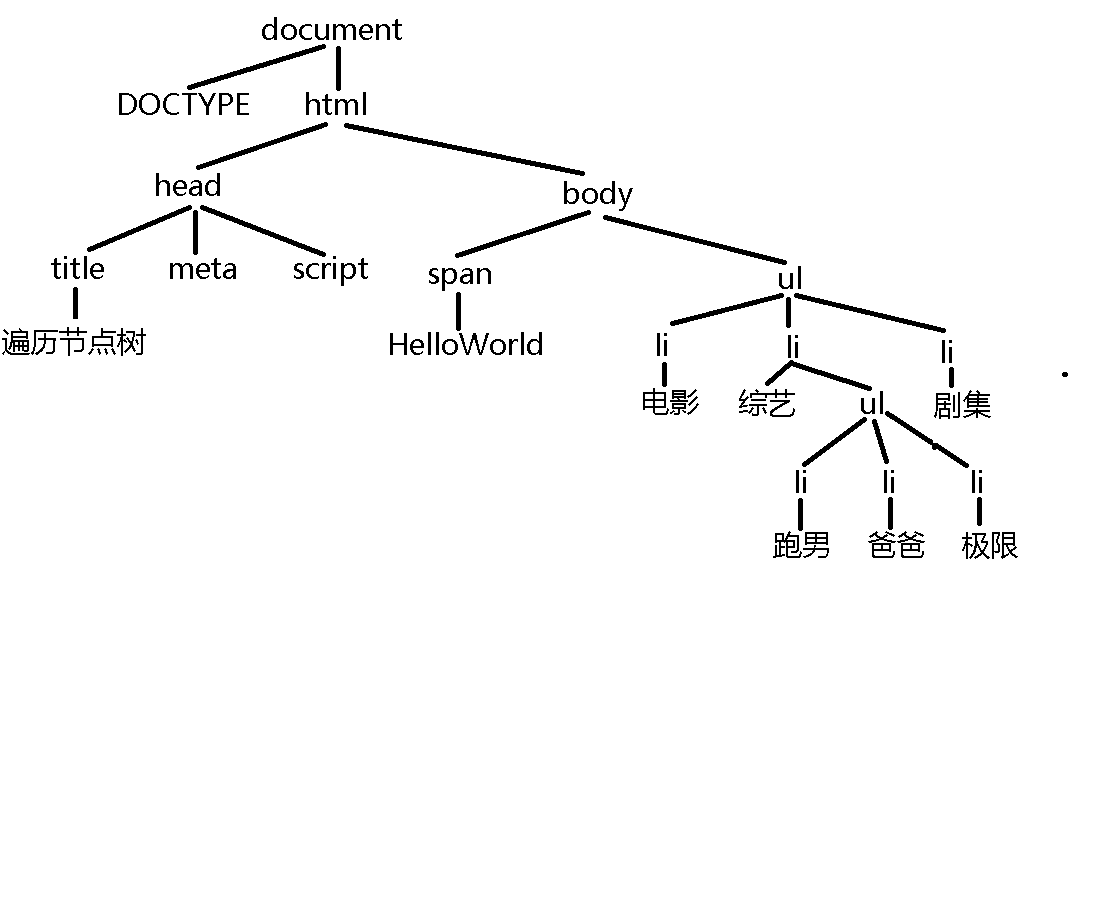 document
DOCTYPE html
head body
title meta script span ul
遍历节点树 HelloWorld li li li
电影 综艺 ul 剧集
li li li
跑男 爸爸 极限